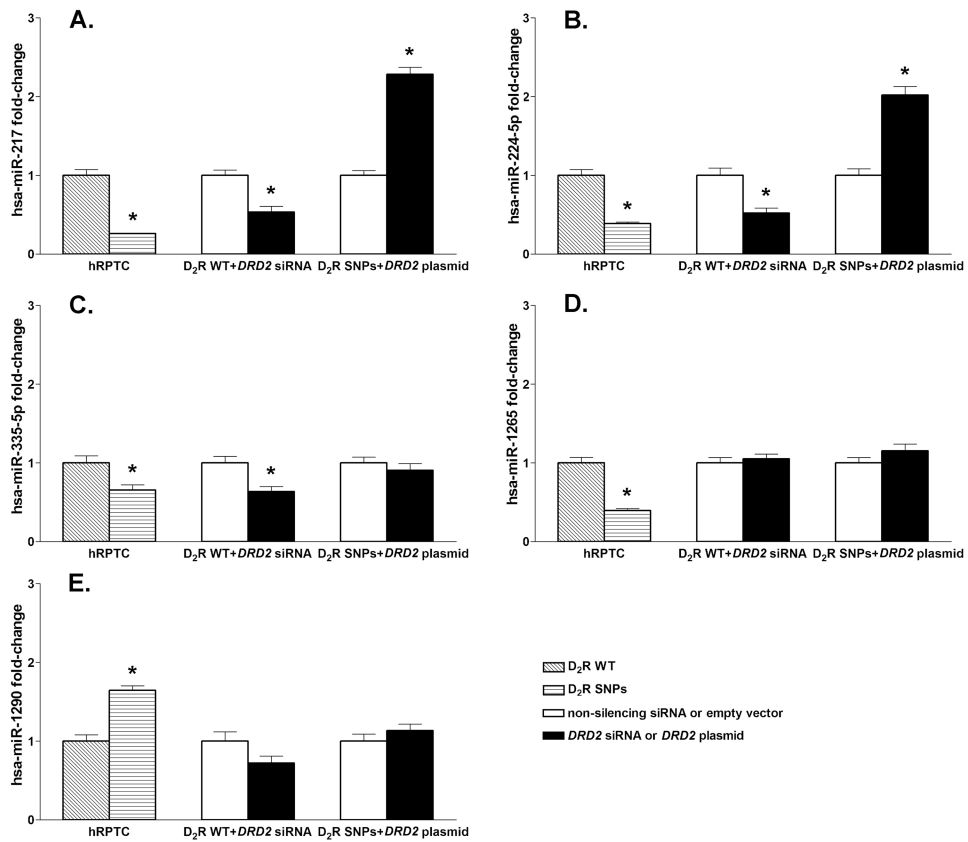 A.
hsa-miR-217 fold-change
3
2
1
0
*
*
*
hRPTC
D2R WT+DRD2 siRNA
D2R SNPs+DRD2 plasmid
B.
hsa-miR-224-5p fold-change
3
2
1
0
*
*
*
hRPTC
D2R WT+DRD2 siRNA
D2R SNPs+DRD2 plasmid
C.
hsa-miR-335-5p fold-change
3
2
1
0
*
*
hRPTC
D2R WT+DRD2 siRNA
D2R SNPs+DRD2 plasmid
D.
hsa-miR-1265 fold-change
3
2
1
0
*
hRPTC
D2R WT+DRD2 siRNA
D2R SNPs+DRD2 plasmid
E.
hsa-miR-1290 fold-change
3
2
1
0
*
hRPTC
D2R WT+DRD2 siRNA
D2R SNPs+DRD2 plasmid
D2R WT
D2R SNPs
non-silencing siRNA or empty vector
DRD2 siRNA or DRD2 plasmid